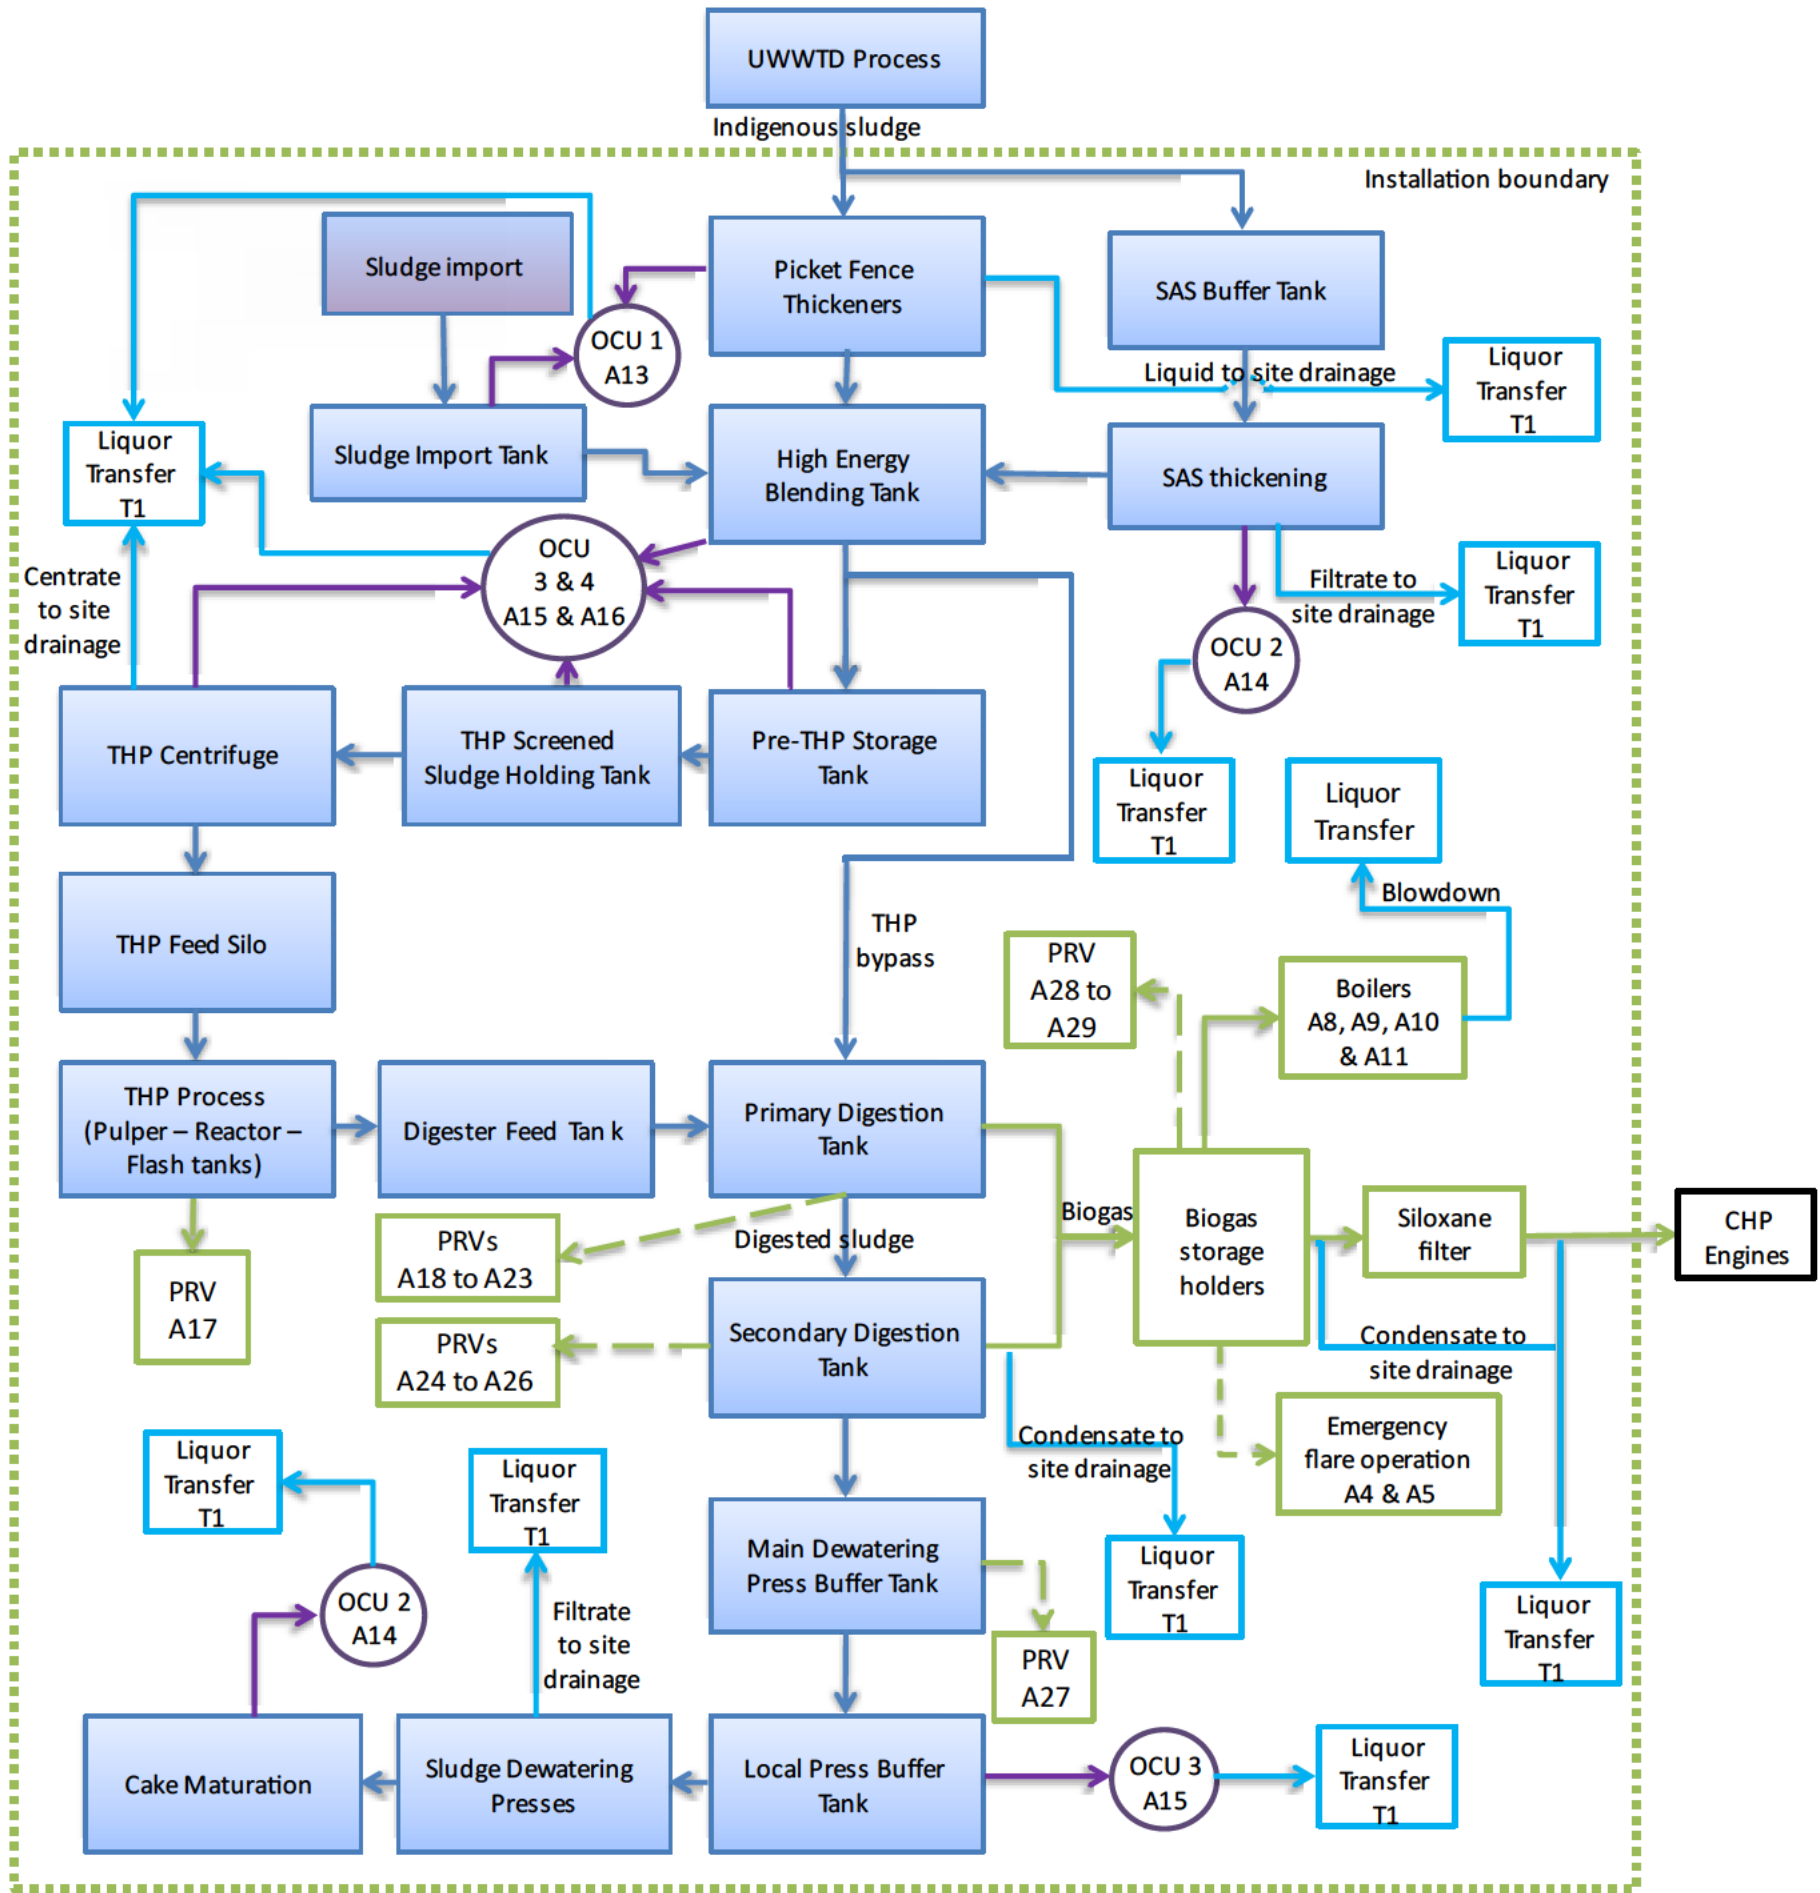 UWWTD Process
Indigenous sludge
Installation boundary
Sludge import
Picket Fence
Thickeners
SAS Buffer Tank
OCU 1
A13
Liquid to site drainage
Liquor
Transfer
T1
Liquor
Transfer
T1
Sludge Import Tank
High Energy
Blending Tank
SAS thickening
OCU
3 & 4
A15 & A16
Centrate
to site
drainage
Filtrate to
site drainage
Liquor
Transfer
T1
OCU 2
A14
THP Centrifuge
THP Screened
Sludge Holding Tank
Pre-THP Storage
Tank
Liquor
Transfer
T1
Liquor
Transfer
Blowdown
THP Feed Silo
THP
bypass
PRV
A28 to
A29
Boilers
A8, A9, A10
& A11
THP Process
(Pulper – Reactor –
Flash tanks)
Digester Feed Tank
Primary Digestion
Tank
Biogas
Biogas
storage
holders
Siloxane
filter
CHP
Engines
PRV
A17
PRVs
A18 to A23
Digested sludge
PRVs
A24 to A26
Secondary Digestion
Tank
Condensate to
site drainage
Condensate to
site drainage
Emergency
flare operation
A4 & A5
Liquor
Transfer
T1
Liquor
Transfer
T1
Main Dewatering
Press Buffer Tank
Liquor
Transfer
T1
Liquor
Transfer
T1
OCU 2
A14
Filtrate
to site
drainage
PRV
A27
Cake Maturation
Sludge Dewatering
Presses
Local Press Buffer
Tank
OCU 3
A15
Liquor
Transfer
T1